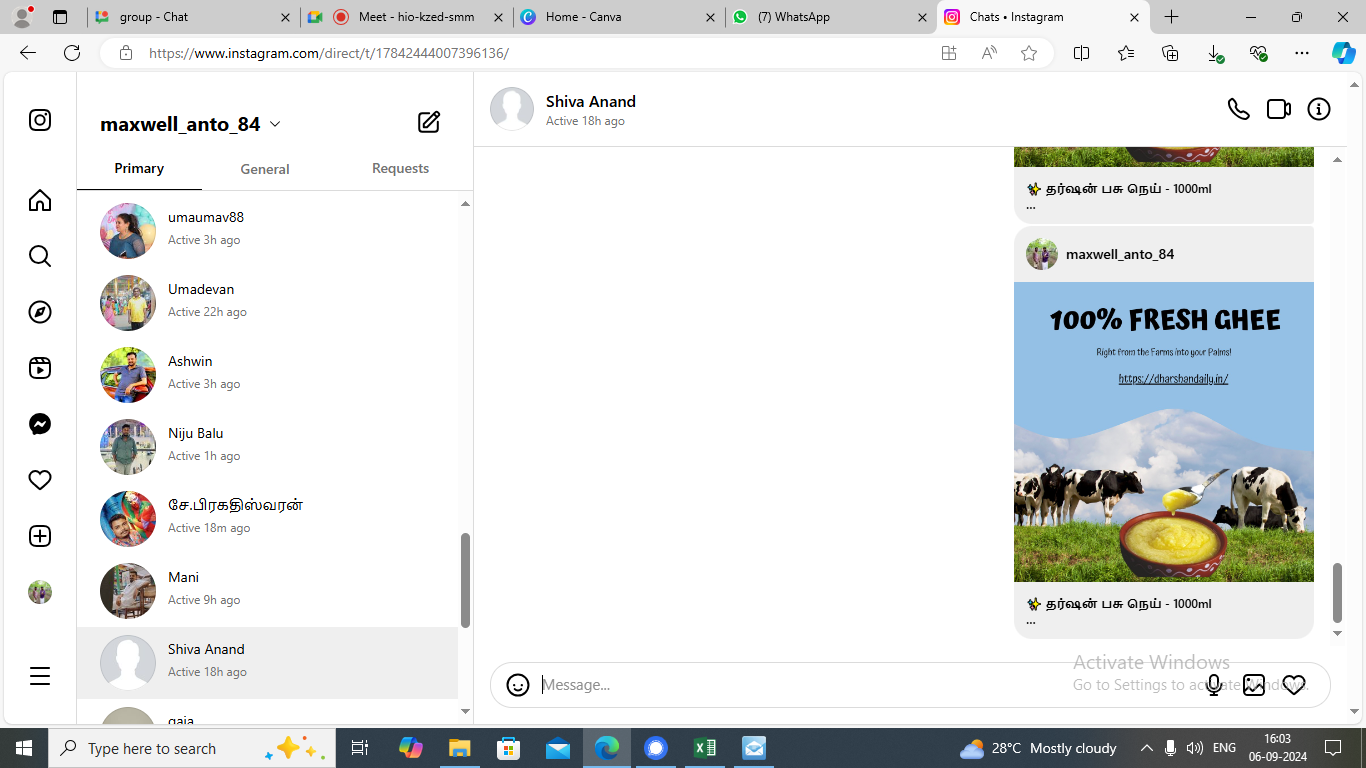 group - Chat
Meet - hio-kzed-smm
Home - Canva
(7) WhatsApp
Chats • Instagram
https://www.instagram.com/direct/t/17842444007396136/
maxwell_anto_84
Primary
General
Requests
umaumav88
Active 3h ago
Umadevan
Active 22h ago
Ashwin
Active 3h ago
Niju Balu
Active 1h ago
சே.பிரகதிஸ்வரன்
Active 18m ago
Mani
Active 9h ago
Shiva Anand
Active 18h ago
gaja
Shiva Anand
Active 18h ago
✨ தர்ஷன் பசு நெய் - 1000ml
...
maxwell_anto_84
100% FRESH GHEE
Right from the Farms into your Palms!
https://dharshandaily.in/
✨ தர்ஷன் பசு நெய் - 1000ml
...
Message...
Activate Windows
Go to Settings to activate Windows.
Type here to search
28°C Mostly cloudy
ENG
16:03
06-09-2024